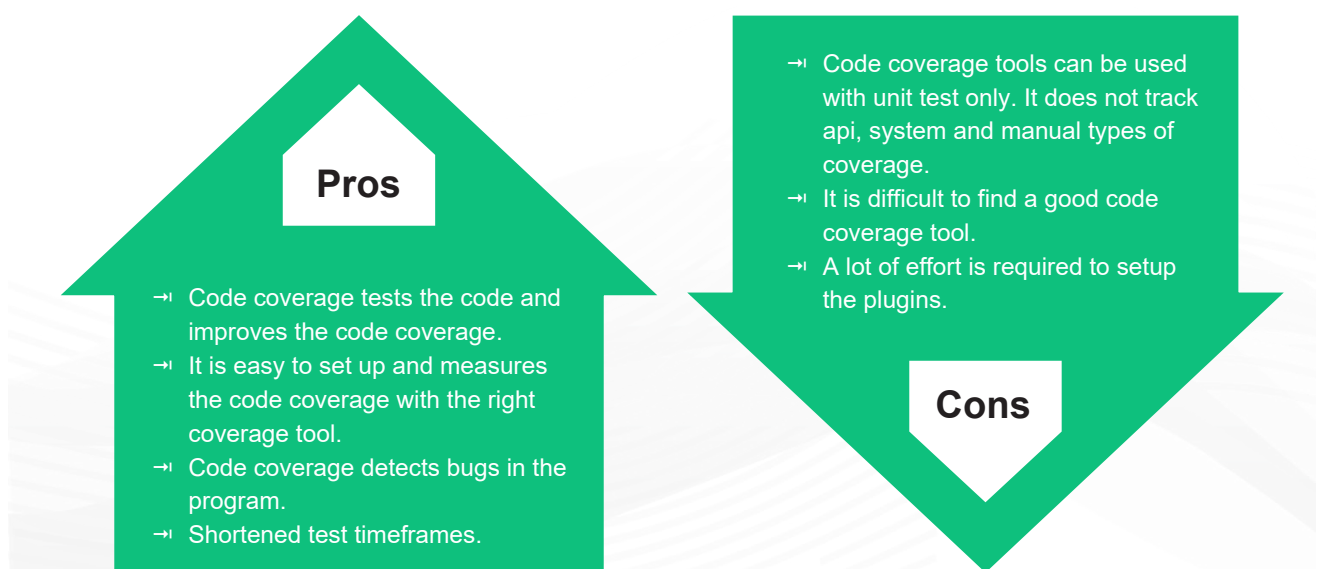 Pros
→ Code coverage tests the code and
improves the code coverage.
→ It is easy to set up and measures
the code coverage with the right
coverage tool.
→ Code coverage detects bugs in the
program.
→ Shortened test timeframes.
→ Code coverage tools can be used
with unit test only. It does not track
api, system and manual types of
coverage.
→ It is difficult to find a good code
coverage tool.
→ A lot of effort is required to setup
the plugins.
Cons